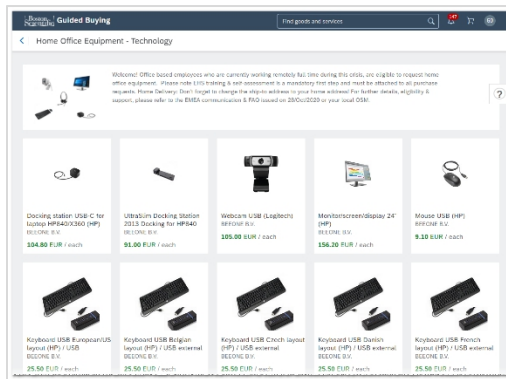 Boston Scientific Guided Buying
Find goods and services
147
Home Office Equipment - Technology
Welcome! Office based employees who are currently working remotely full time during this crisis, are eligible to request home
office equipment. Please note EHS training & self-assessment is a mandatory first step and must be attached to all purchase
requests. Home Delivery: Don't forget to change the ship-to address to your home address! For further details, eligibility &
support, please refer to the EMEA communication & FAQ issued on 28/Oct/2020 or your local OSM.
?
Docking station USB-C for
laptop HP840/X360 (HP)
BEEONE B.V.
104.80 EUR / each
UltraSlim Docking Station
2013 Docking for HP840
BEEONE B.V.
91.00 EUR / each
Webcam USB (Logitech)
BEEONE B.V.
105.00 EUR / each
Monitor/screen/display 24'
(HP)
BEEONE B.V.
156.20 EUR / each
Mouse USB (HP)
BEEONE B.V.
9.10 EUR / each
Keyboard USB European/US
layout (HP) / USB
BEEONE B.V.
25.50 EUR / each
Keyboard USB Belgian
layout (HP) / USB external
BEEONE B.V.
25.50 EUR / each
Keyboard USB Czech layout
(HP) / USB external
BEEONE B.V.
25.50 EUR / each
Keyboard USB Danish
layout (HP) / USB external
BEEONE B.V.
25.50 EUR / each
Keyboard USB French
layout (HP) / USB external
BEEONE B.V.
25.50 EUR / each